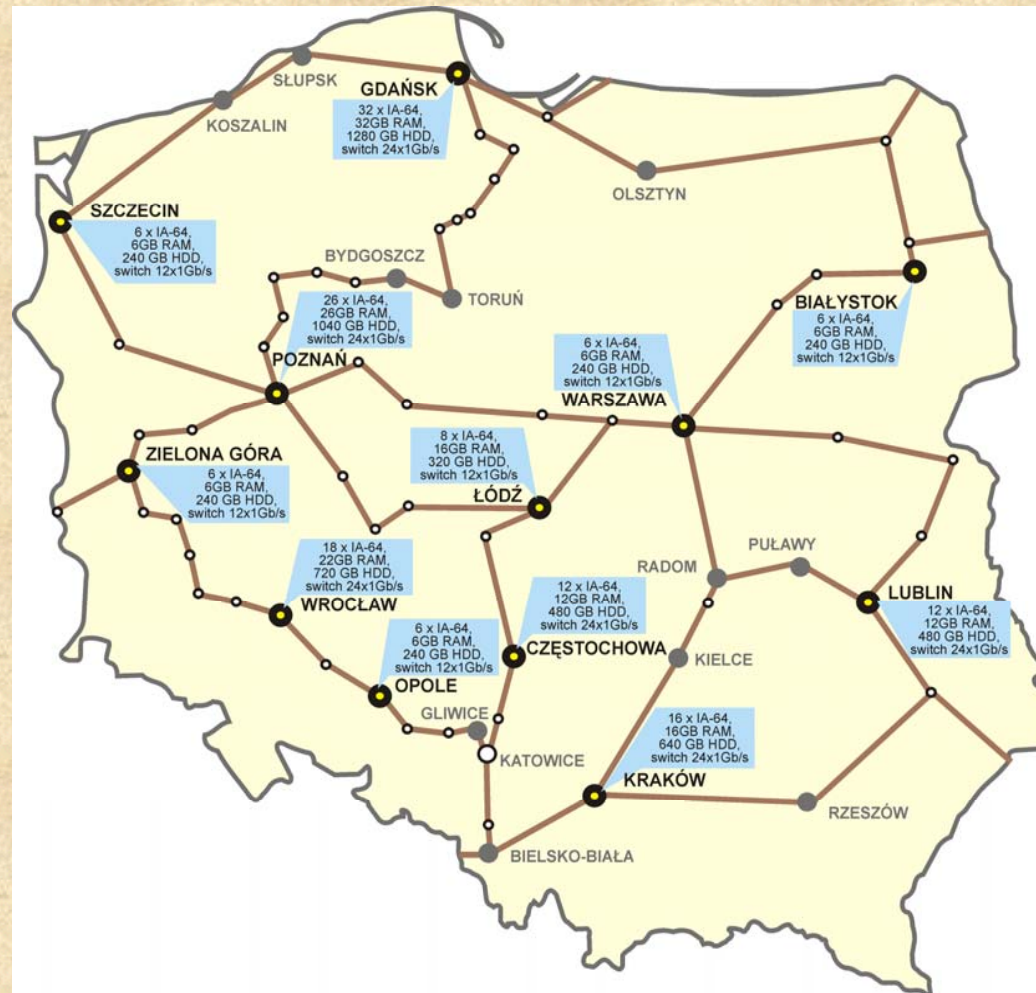 SŁUPSK
GDAŃSK
32 x IA-64,
32GB RAM,
1280 GB HDD,
switch 24x1Gb/s
KOSZALIN
OLSZTYN
SZCZECIN
6 x IA-64,
6GB RAM,
240 GB HDD,
switch 12x1Gb/s
BYDGOSZCZ
TORUŃ
BIAŁYSTOK
6 x IA-64,
6GB RAM,
240 GB HDD,
switch 12x1Gb/s
26 x IA-64,
26GB RAM,
1040 GB HDD,
switch 24x1Gb/s
POZNAŃ
6 x IA-64,
6GB RAM,
240 GB HDD,
switch 12x1Gb/s
WARSZAWA
ZIELONA GÓRA
6 x IA-64,
6GB RAM,
240 GB HDD,
switch 12x1Gb/s
8 x IA-64,
16GB RAM,
320 GB HDD,
switch 12x1Gb/s
ŁÓDŹ
18 x IA-64,
22GB RAM,
720 GB HDD,
switch 24x1Gb/s
WROCŁAW
RADOM
PUŁAWY
LUBLIN
12 x IA-64,
12GB RAM,
480 GB HDD,
switch 24x1Gb/s
12 x IA-64,
12GB RAM,
480 GB HDD,
switch 24x1Gb/s
CZĘSTOCHOWA
KIELCE
6 x IA-64,
6GB RAM,
240 GB HDD,
switch 12x1Gb/s
OPOLE
GLIWICE
KATOWICE
16 x IA-64,
16GB RAM,
640 GB HDD,
switch 24x1Gb/s
KRAKÓW
RZESZÓW
BIELSKO-BIAŁA